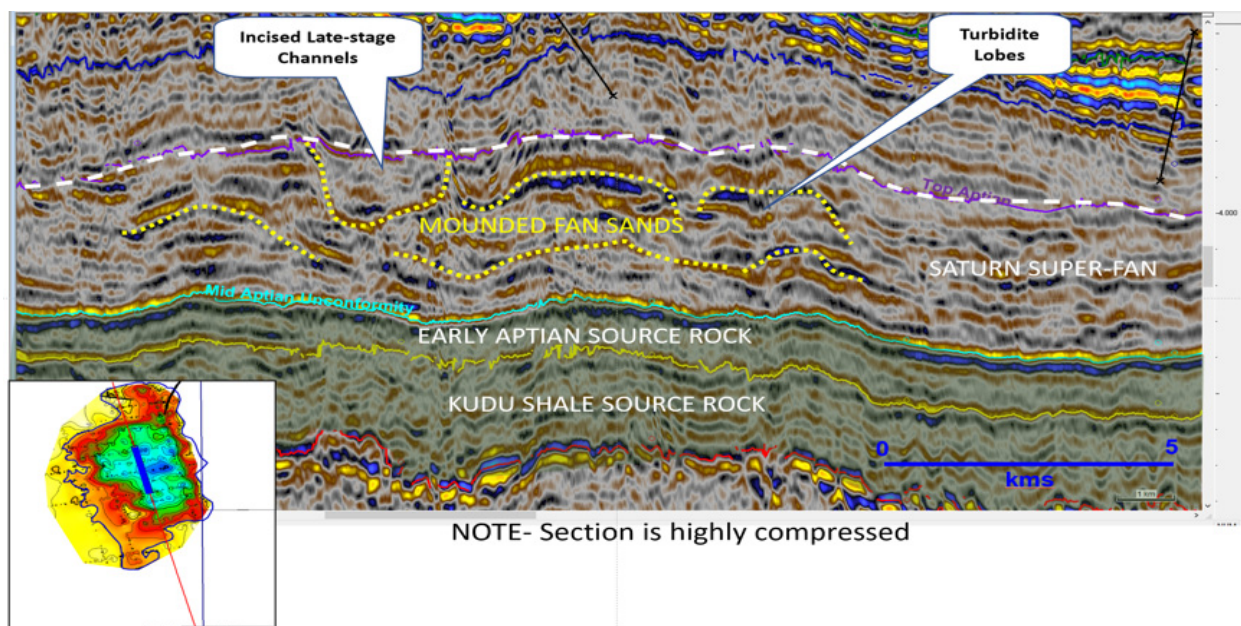 Incised Late-stage
Channels
Turbidite
Lobes
Top Aptian
-4.000
MOUNDED FAN SANDS
SATURN SUPER-FAN
Mid Aptian Unconformity
EARLY APTIAN SOURCE ROCK
KUDU SHALE SOURCE ROCK
0 5
kms
1 km
NOTE- Section is highly compressed